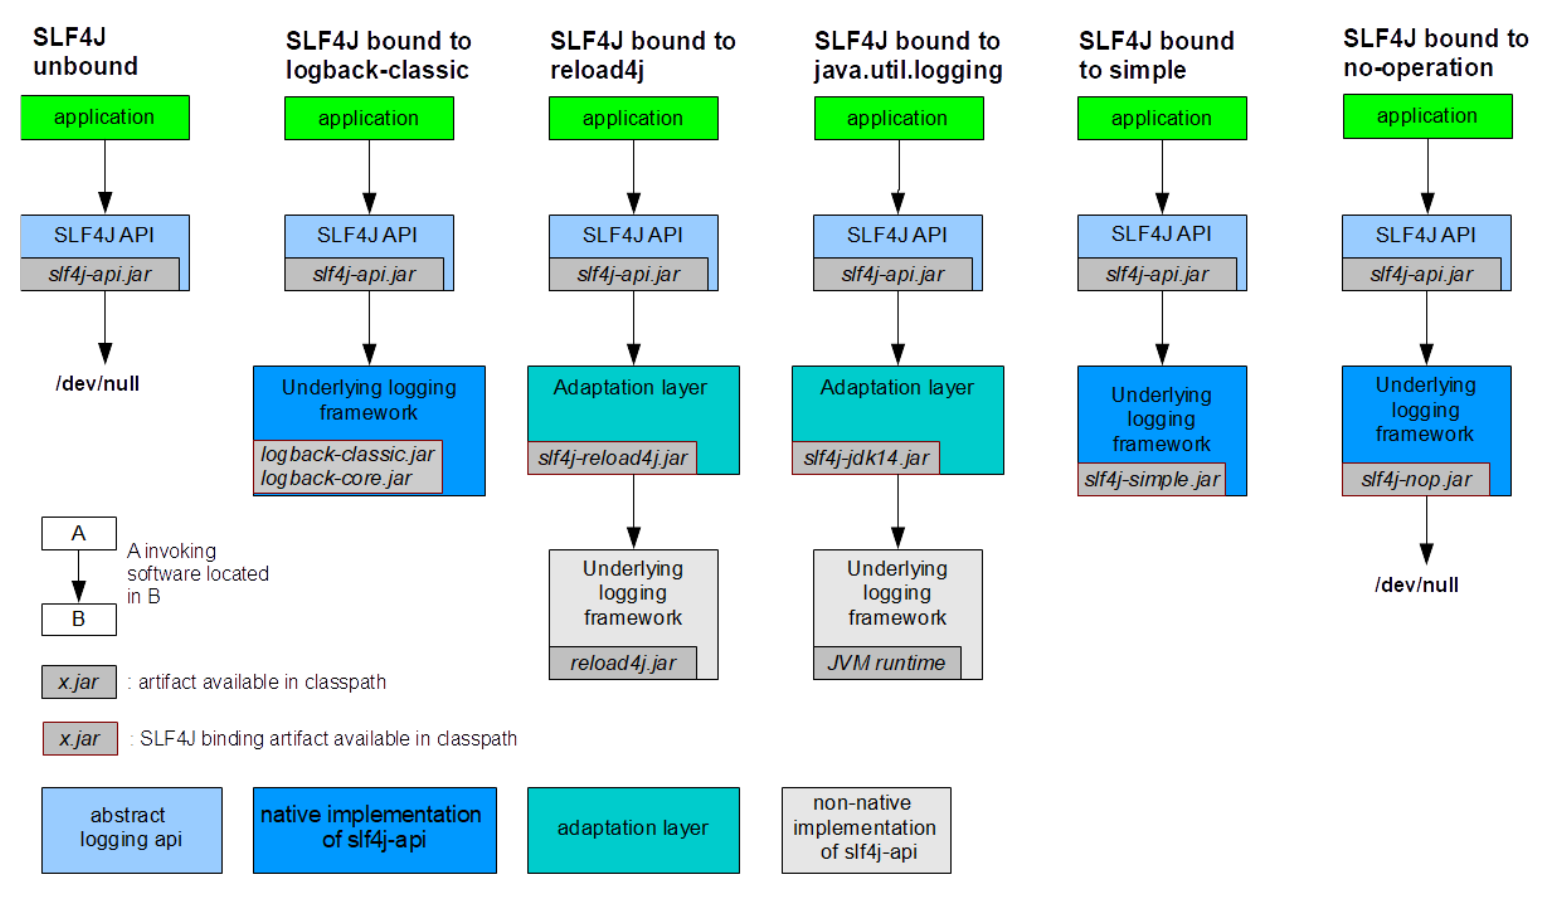 SLF4J
unbound
application
SLF4J API
slf4j-api.jar
/dev/null
SLF4J bound to
logback-classic
application
SLF4J API
slf4j-api.jar
Underlying logging
framework
logback-classic.jar
logback-core.jar
SLF4J bound to
reload4j
application
SLF4J API
slf4j-api.jar
Adaptation layer
slf4j-reload4j.jar
Underlying
logging
framework
reload4j.jar
SLF4J bound to
java.util.logging
application
SLF4J API
slf4j-api.jar
Adaptation layer
slf4j-jdk14.jar
Underlying
logging
framework
JVM runtime
SLF4J bound
to simple
application
SLF4J API
slf4j-api.jar
Underlying
logging
framework
slf4j-simple.jar
SLF4J bound to
no-operation
application
SLF4J API
slf4j-api.jar
Underlying
logging
framework
slf4j-nop.jar
/dev/null
A
B
A invoking
software located
in B
x.jar : artifact available in classpath
x.jar : SLF4J binding artifact available in classpath
abstract
logging api
native implementation
of slf4j-api
adaptation layer
non-native
implementation
of slf4j-api